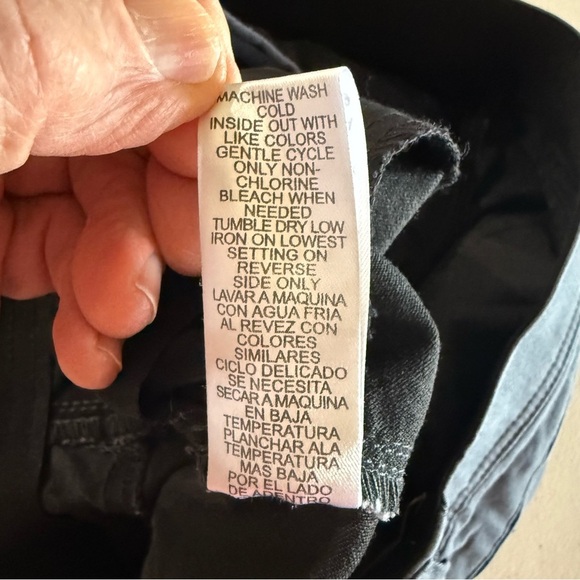 MACHINE WASH
COLD
INSIDE OUT WITH
LIKE COLORS
GENTLE CYCLE
ONLY NON-
CHLORINE
BLEACH WHEN
NEEDED
TUMBLE DRY LOW
IRON ON LOWEST
SETTING ON
REVERSE
SIDE ONLY
LAVAR A MAQUINA
CON AGUA FRIA
AL REVEZ CON
COLORES
SIMILARES
CICLO DELICADO
SE NECESITA
SECAR A MAQUINA
EN BAJA
TEMPERATURA
PLANCHAR ALA
TEMPERATURA
MAS BAJA
POR EL LADO
DE ADENTRO